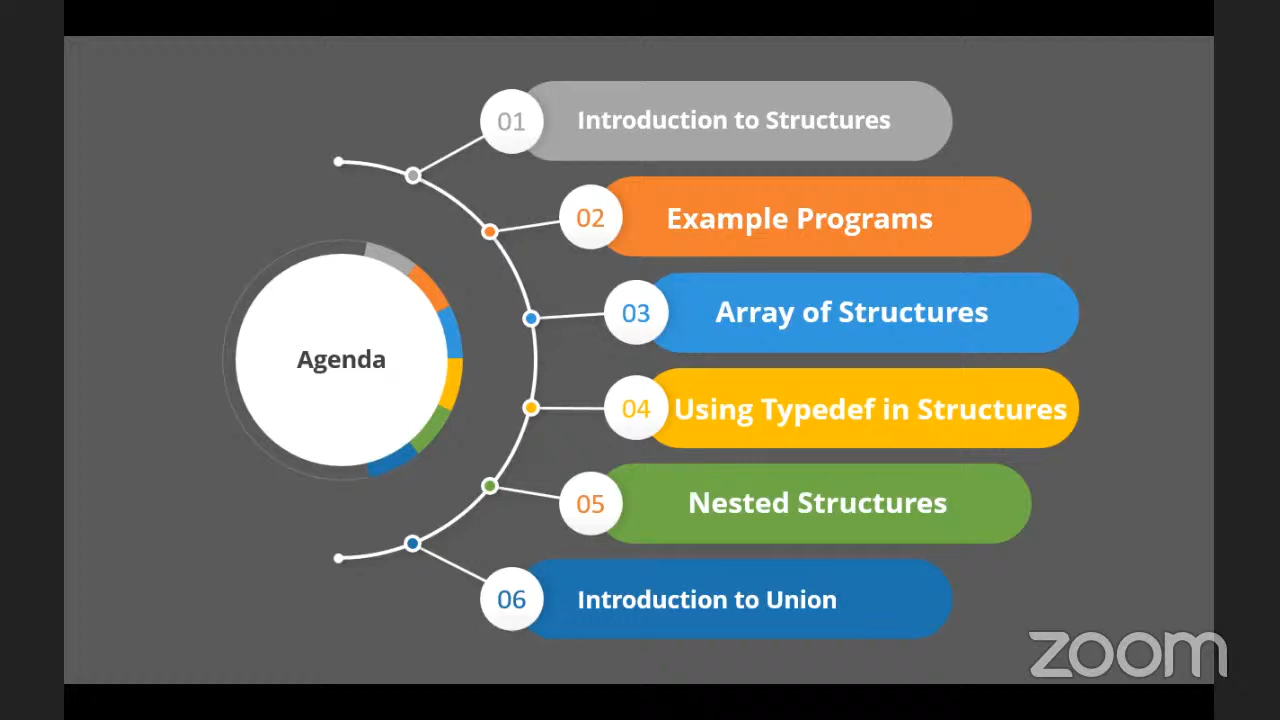 01
Introduction to Structures
02
Example Programs
03
Array of Structures
Agenda
04
Using Typedef in Structures
05
Nested Structures
06
Introduction to Union
zoom